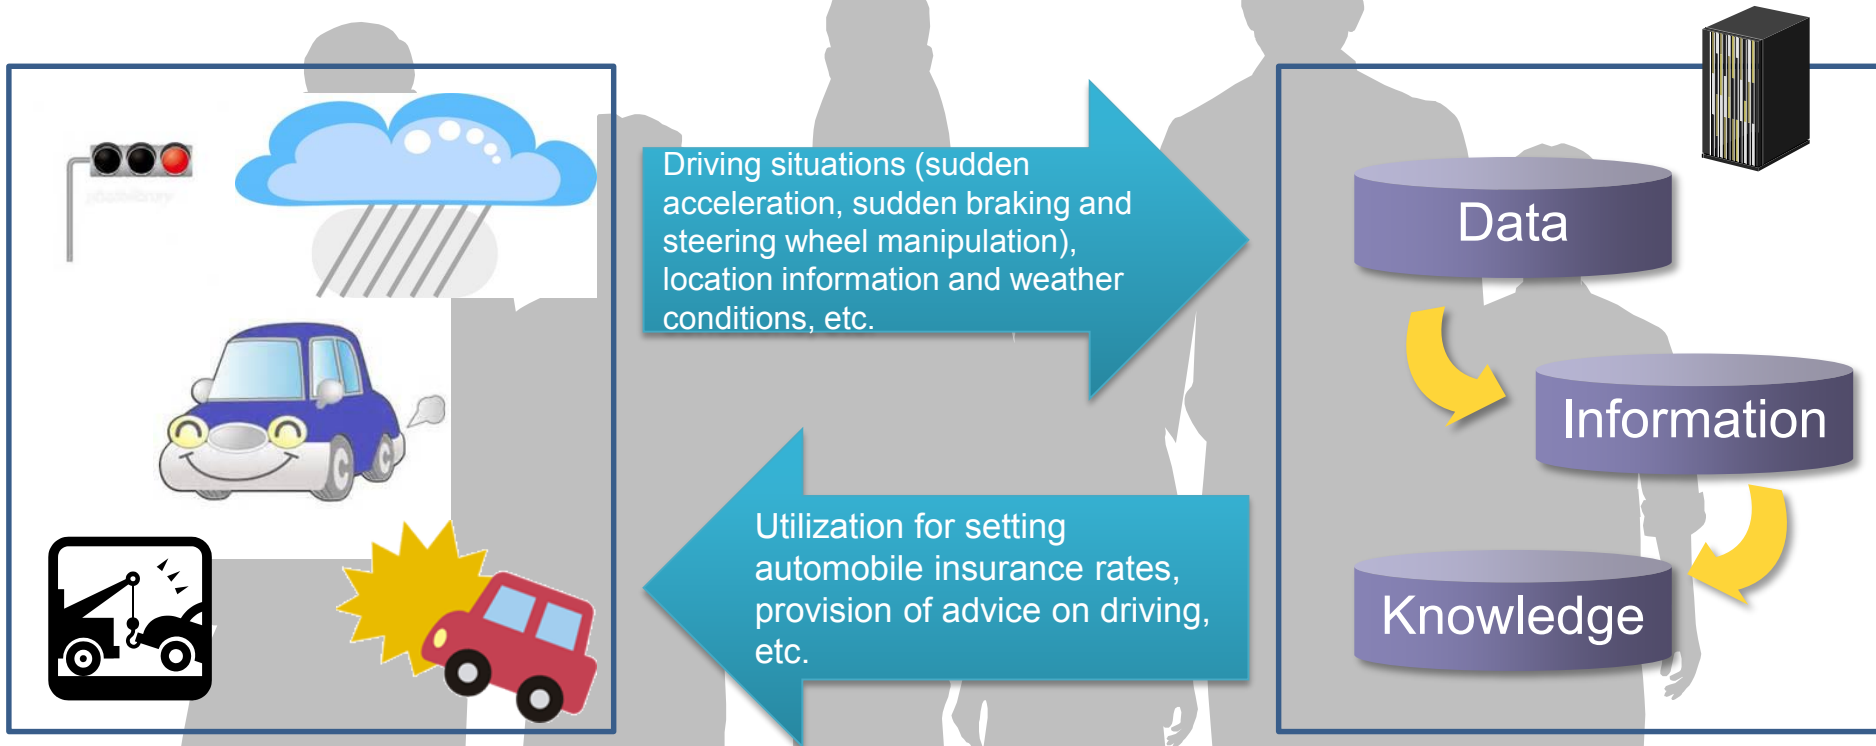 Driving situations (sudden
acceleration, sudden braking and
steering wheel manipulation),
location information and weather
conditions, etc.
Data
Information
Knowledge
Utilization for setting
automobile insurance rates,
provision of advice on driving,
etc.